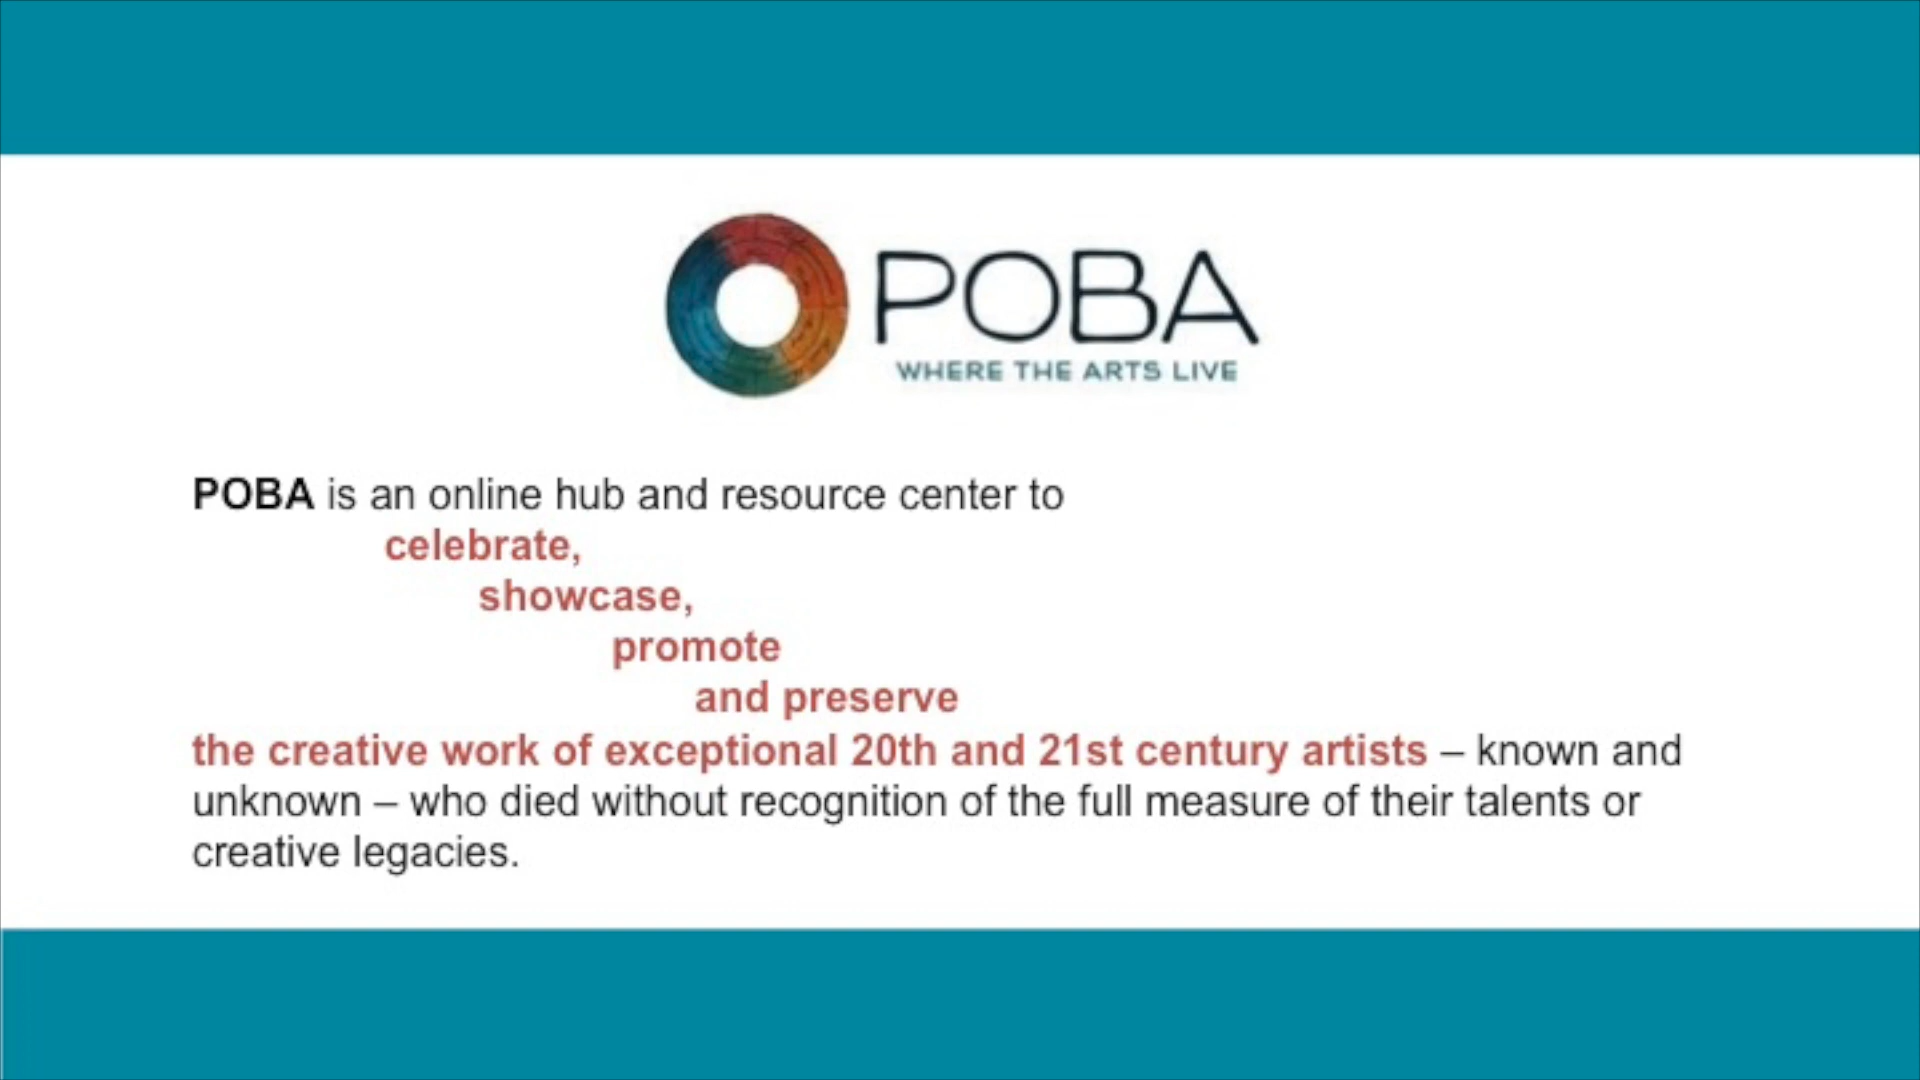 POBA
WHERE THE ARTS LIVE
POBA is an online hub and resource center to
celebrate,
showcase,
promote
and preserve
the creative work of exceptional 20th and 21st century artists – known and
unknown – who died without recognition of the full measure of their talents or
creative legacies.